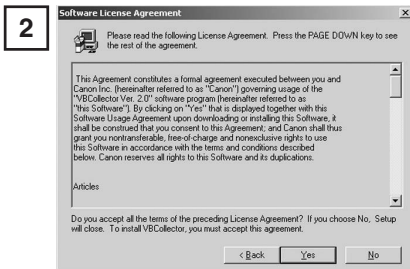 2
Software License Agreement
Please read the following License Agreement. Press the PAGE DOWN key to see
the rest of the agreement.
This Agreement constitutes a formal agreement executed between you and
Canon Inc. (hereinafter referred to as "Canon") governing usage of the
"VBCollector Ver. 2.0" software program (hereinafter referred to as
"this Software"). By clicking on "Yes" that is displayed together with this
Software Usage Agreement upon downloading or installing this Software, it
shall be construed that you consent to this Agreement; and Canon shall thus
grant you nontransferable, free-of-charge and nonexclusive rights to use
this Software in accordance with the terms and conditions described
below. Canon reserves all rights to this Software and its duplications.
Articles
Do you accept all the terms of the preceding License Agreement? If you choose No, Setup
will close. To install VBCollector, you must accept this agreement.
< Back Yes No